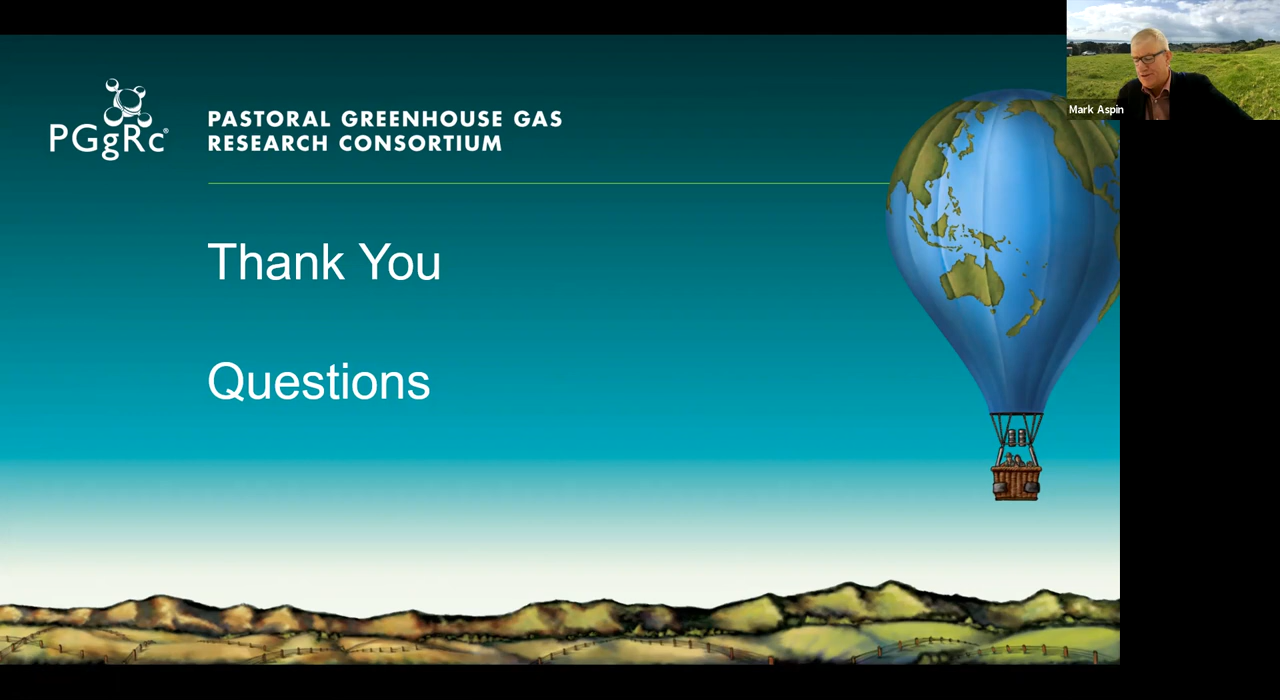 PGgRc®
PASTORAL GREENHOUSE GAS
RESEARCH CONSORTIUM
Thank You
Questions
Mark Aspin